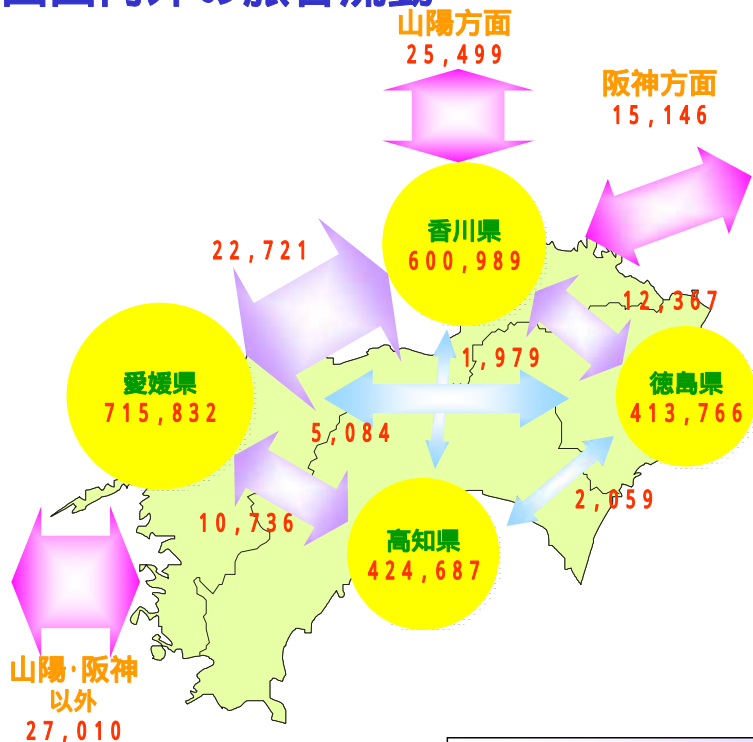 山陽方面
25,499
阪神方面
15,146
22,721
香川県
600,989
12,367
1,979
愛媛県
715,832
徳島県
413,766
5,084
10,736
2,059
高知県
424,687
山陽・阪神
以外
27,010